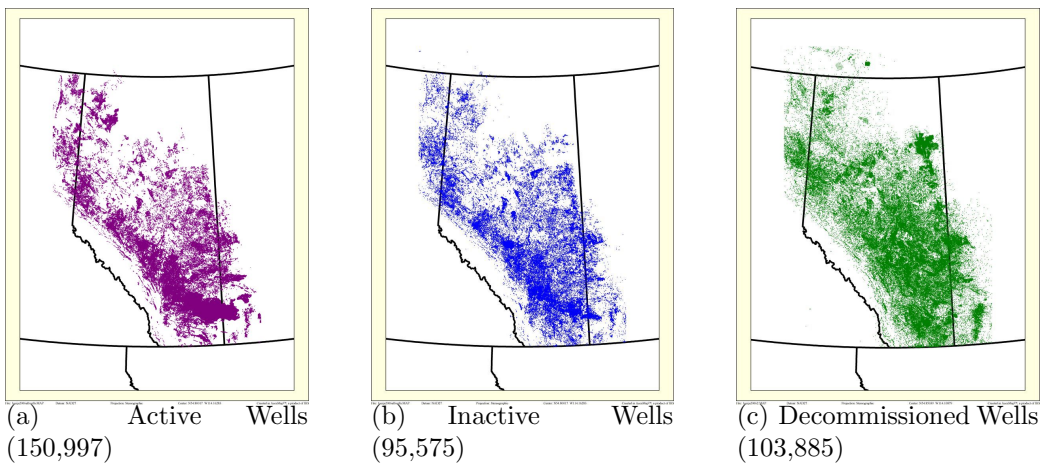 (a) Active Wells
(150,997)
(b) Inactive Wells
(95,575)
(c) Decommissioned Wells
(103,885)